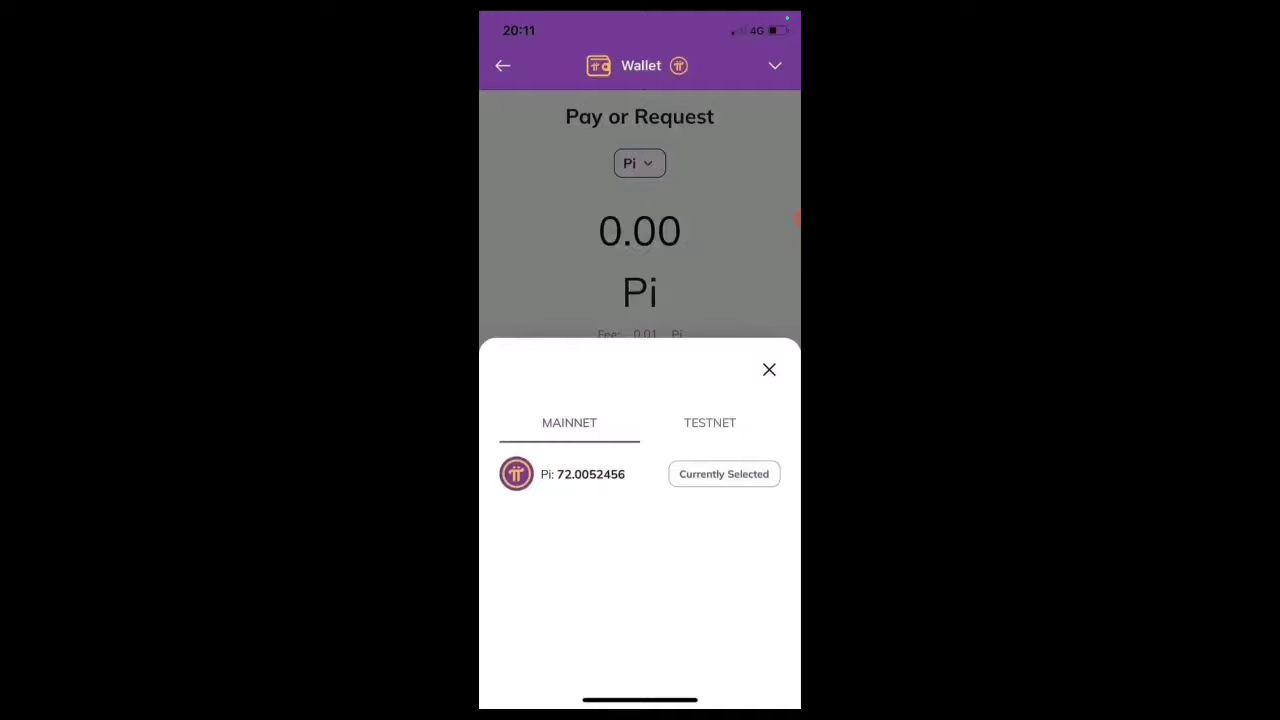 20:11
4G
Wallet
Pay or Request
Pi
0.00
Pi
Fee: 0.01 Pi
MAINNET TESTNET
Pi: 72.0052456 Currently Selected